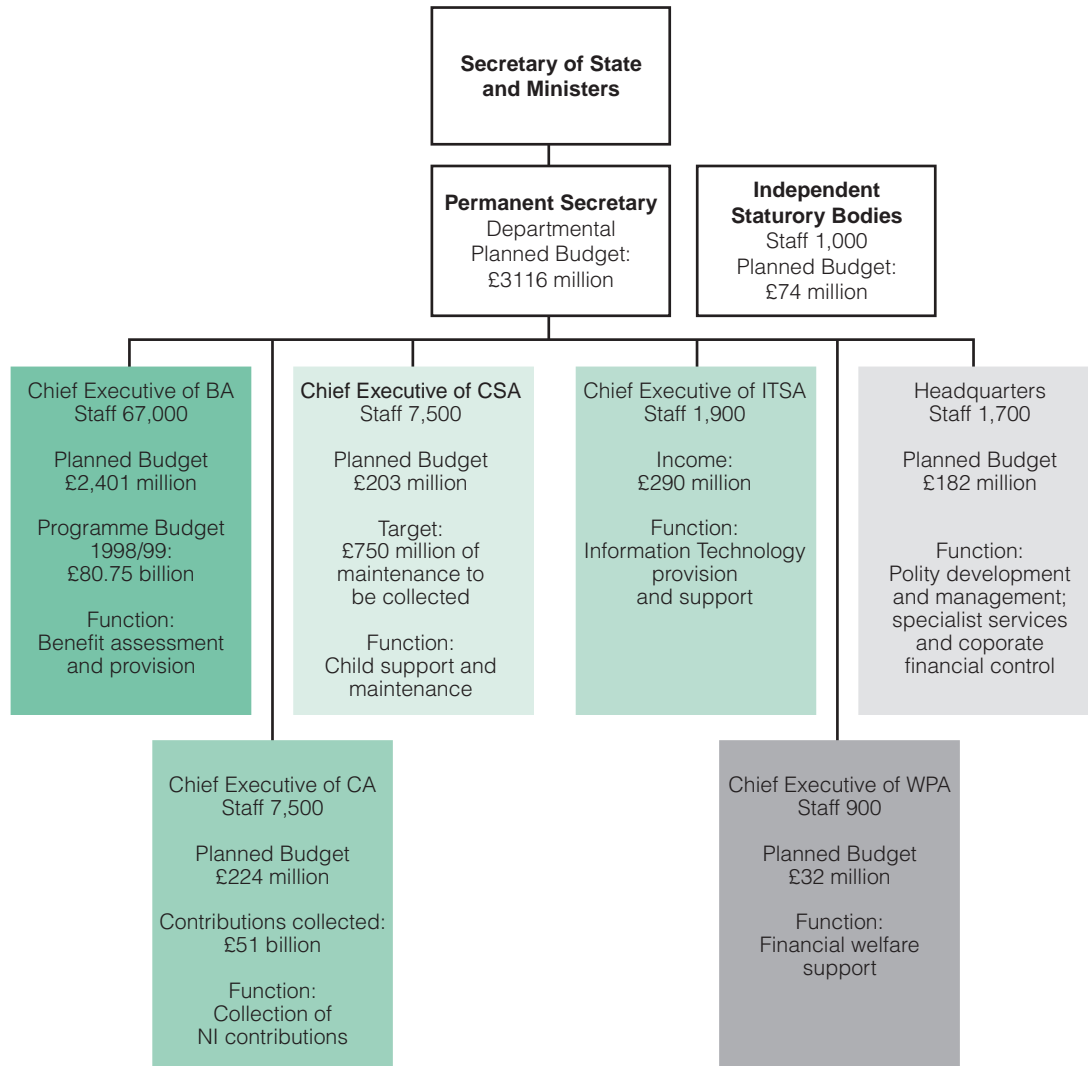 Secretary of State
and Ministers
Permanent Secretary
Departmental
Planned Budget:
£3116 million
Independent
Staturory Bodies
Staff 1,000
Planned Budget:
£74 million
Chief Executive of BA
Staff 67,000
Planned Budget
£2,401 million
Programme Budget
1998/99:
£80.75 billion
Function:
Benefit assessment
and provision
Chief Executive of CSA
Staff 7,500
Planned Budget
£203 million
Target:
£750 million of
maintenance to
be collected
Function:
Child support and
maintenance
Chief Executive of ITSA
Staff 1,900
Income:
£290 million
Function:
Information Technology
provision
and support
Headquarters
Staff 1,700
Planned Budget
£182 million
Function:
Polity development
and management;
specialist services
and coporate
financial control
Chief Executive of CA
Staff 7,500
Planned Budget
£224 million
Contributions collected:
£51 billion
Function:
Collection of
NI contributions
Chief Executive of WPA
Staff 900
Planned Budget
£32 million
Function:
Financial welfare
support